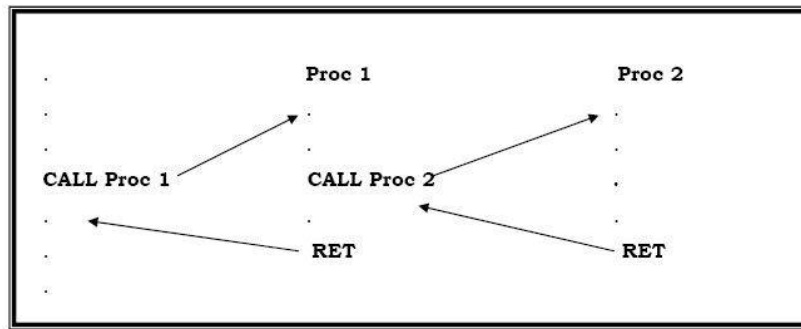 . Proc 1 Proc 2
. . .
. . .
CALL Proc 1 CALL Proc 2 .
. . .
. RET RET
.